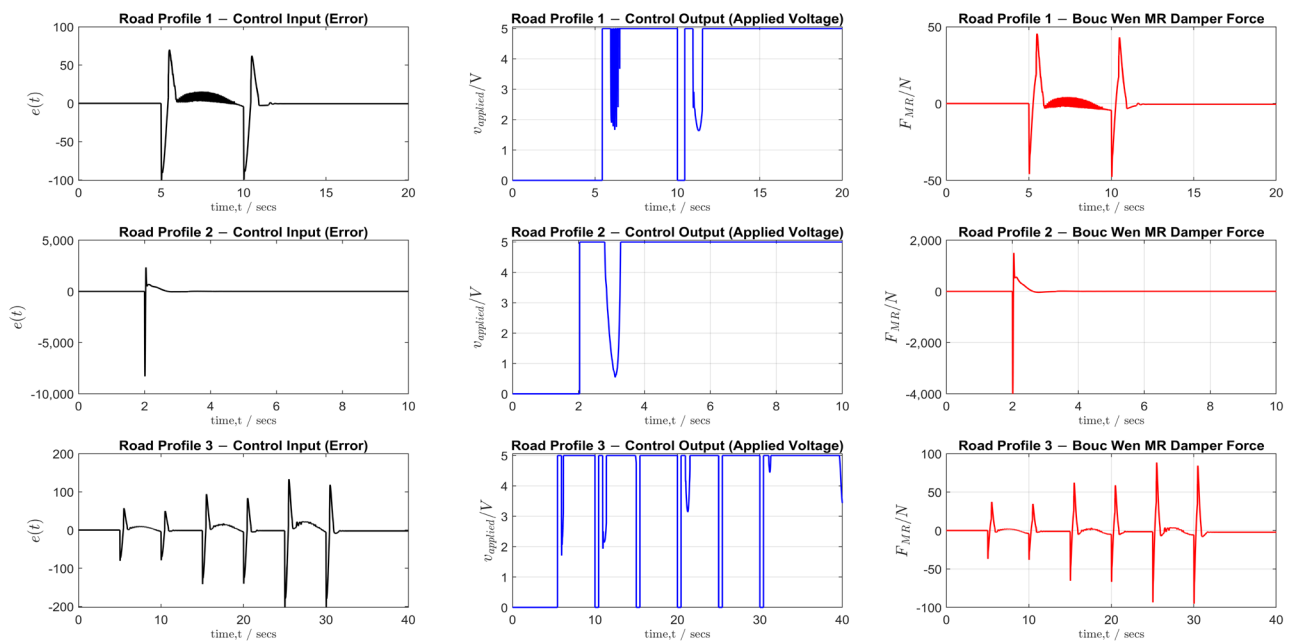 Road Profile 1 − Control Input (Error)
100
50
0
-50
-100
e(t)
0 5 10 15 20
time,t / secs
Road Profile 1 − Control Output (Applied Voltage)
5
4
3
2
1
0
v_applied/V
0 5 10 15 20
time,t / secs
Road Profile 1 − Bouc Wen MR Damper Force
50
0
-50
F_MR/N
0 5 10 15 20
time,t / secs
Road Profile 2 − Control Input (Error)
5,000
0
-5,000
-10,000
e(t)
0 2 4 6 8 10
time,t / secs
Road Profile 2 − Control Output (Applied Voltage)
5
4
3
2
1
0
v_applied/V
0 2 4 6 8 10
time,t / secs
Road Profile 2 − Bouc Wen MR Damper Force
2,000
0
-2,000
-4,000
F_MR/N
0 2 4 6 8 10
time,t / secs
Road Profile 3 − Control Input (Error)
200
100
0
-100
-200
e(t)
0 10 20 30 40
time,t / secs
Road Profile 3 − Control Output (Applied Voltage)
5
4
3
2
1
0
v_applied/V
0 10 20 30 40
time,t / secs
Road Profile 3 − Bouc Wen MR Damper Force
100
50
0
-50
-100
F_MR/N
0 10 20 30 40
time,t / secs